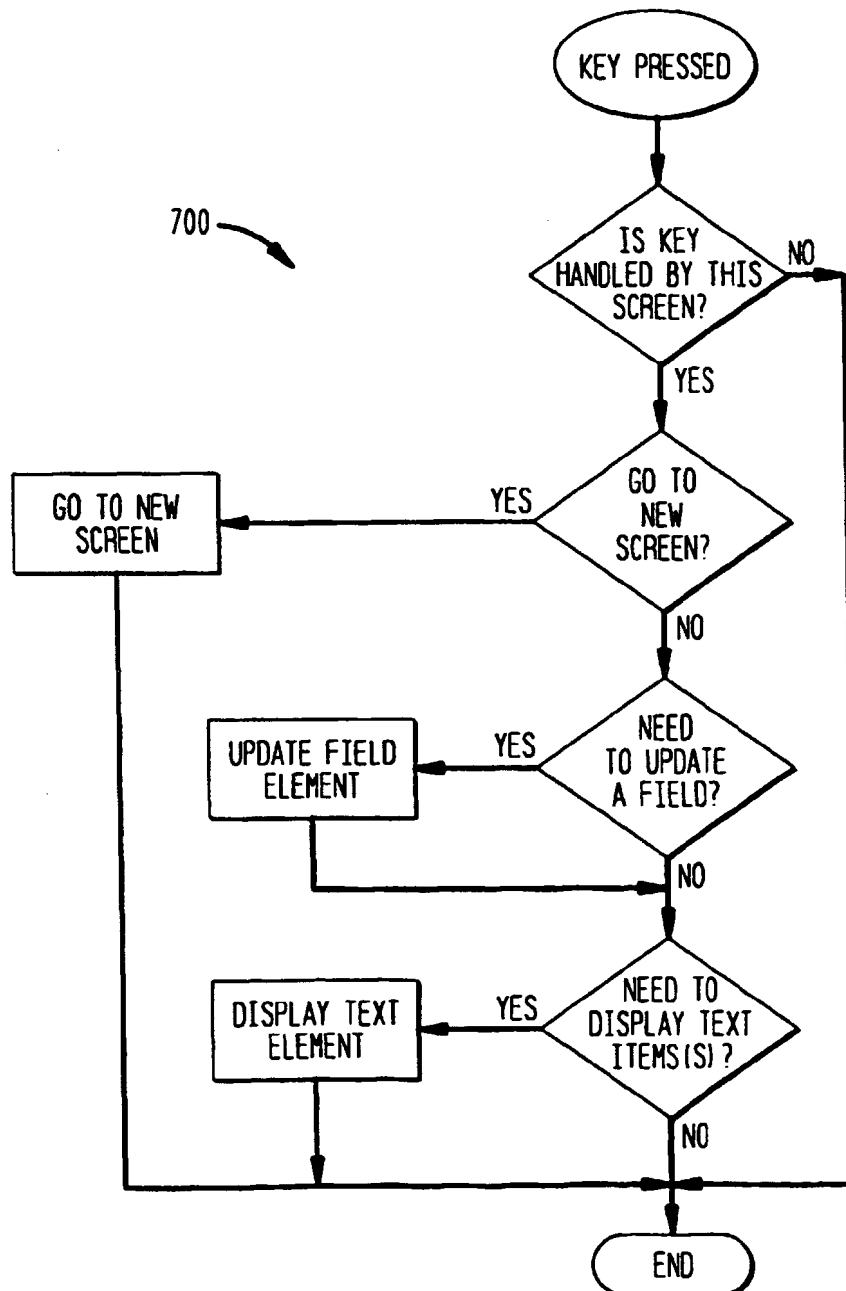 KEY PRESSED
700
IS KEY
HANDLED BY THIS
SCREEN?
NO
YES
GO TO
NEW
SCREEN?
YES
GO TO NEW
SCREEN
NO
NEED
TO UPDATE
A FIELD?
YES
UPDATE FIELD
ELEMENT
NO
NEED TO
DISPLAY TEXT
ITEMS(S)?
YES
DISPLAY TEXT
ELEMENT
NO
END